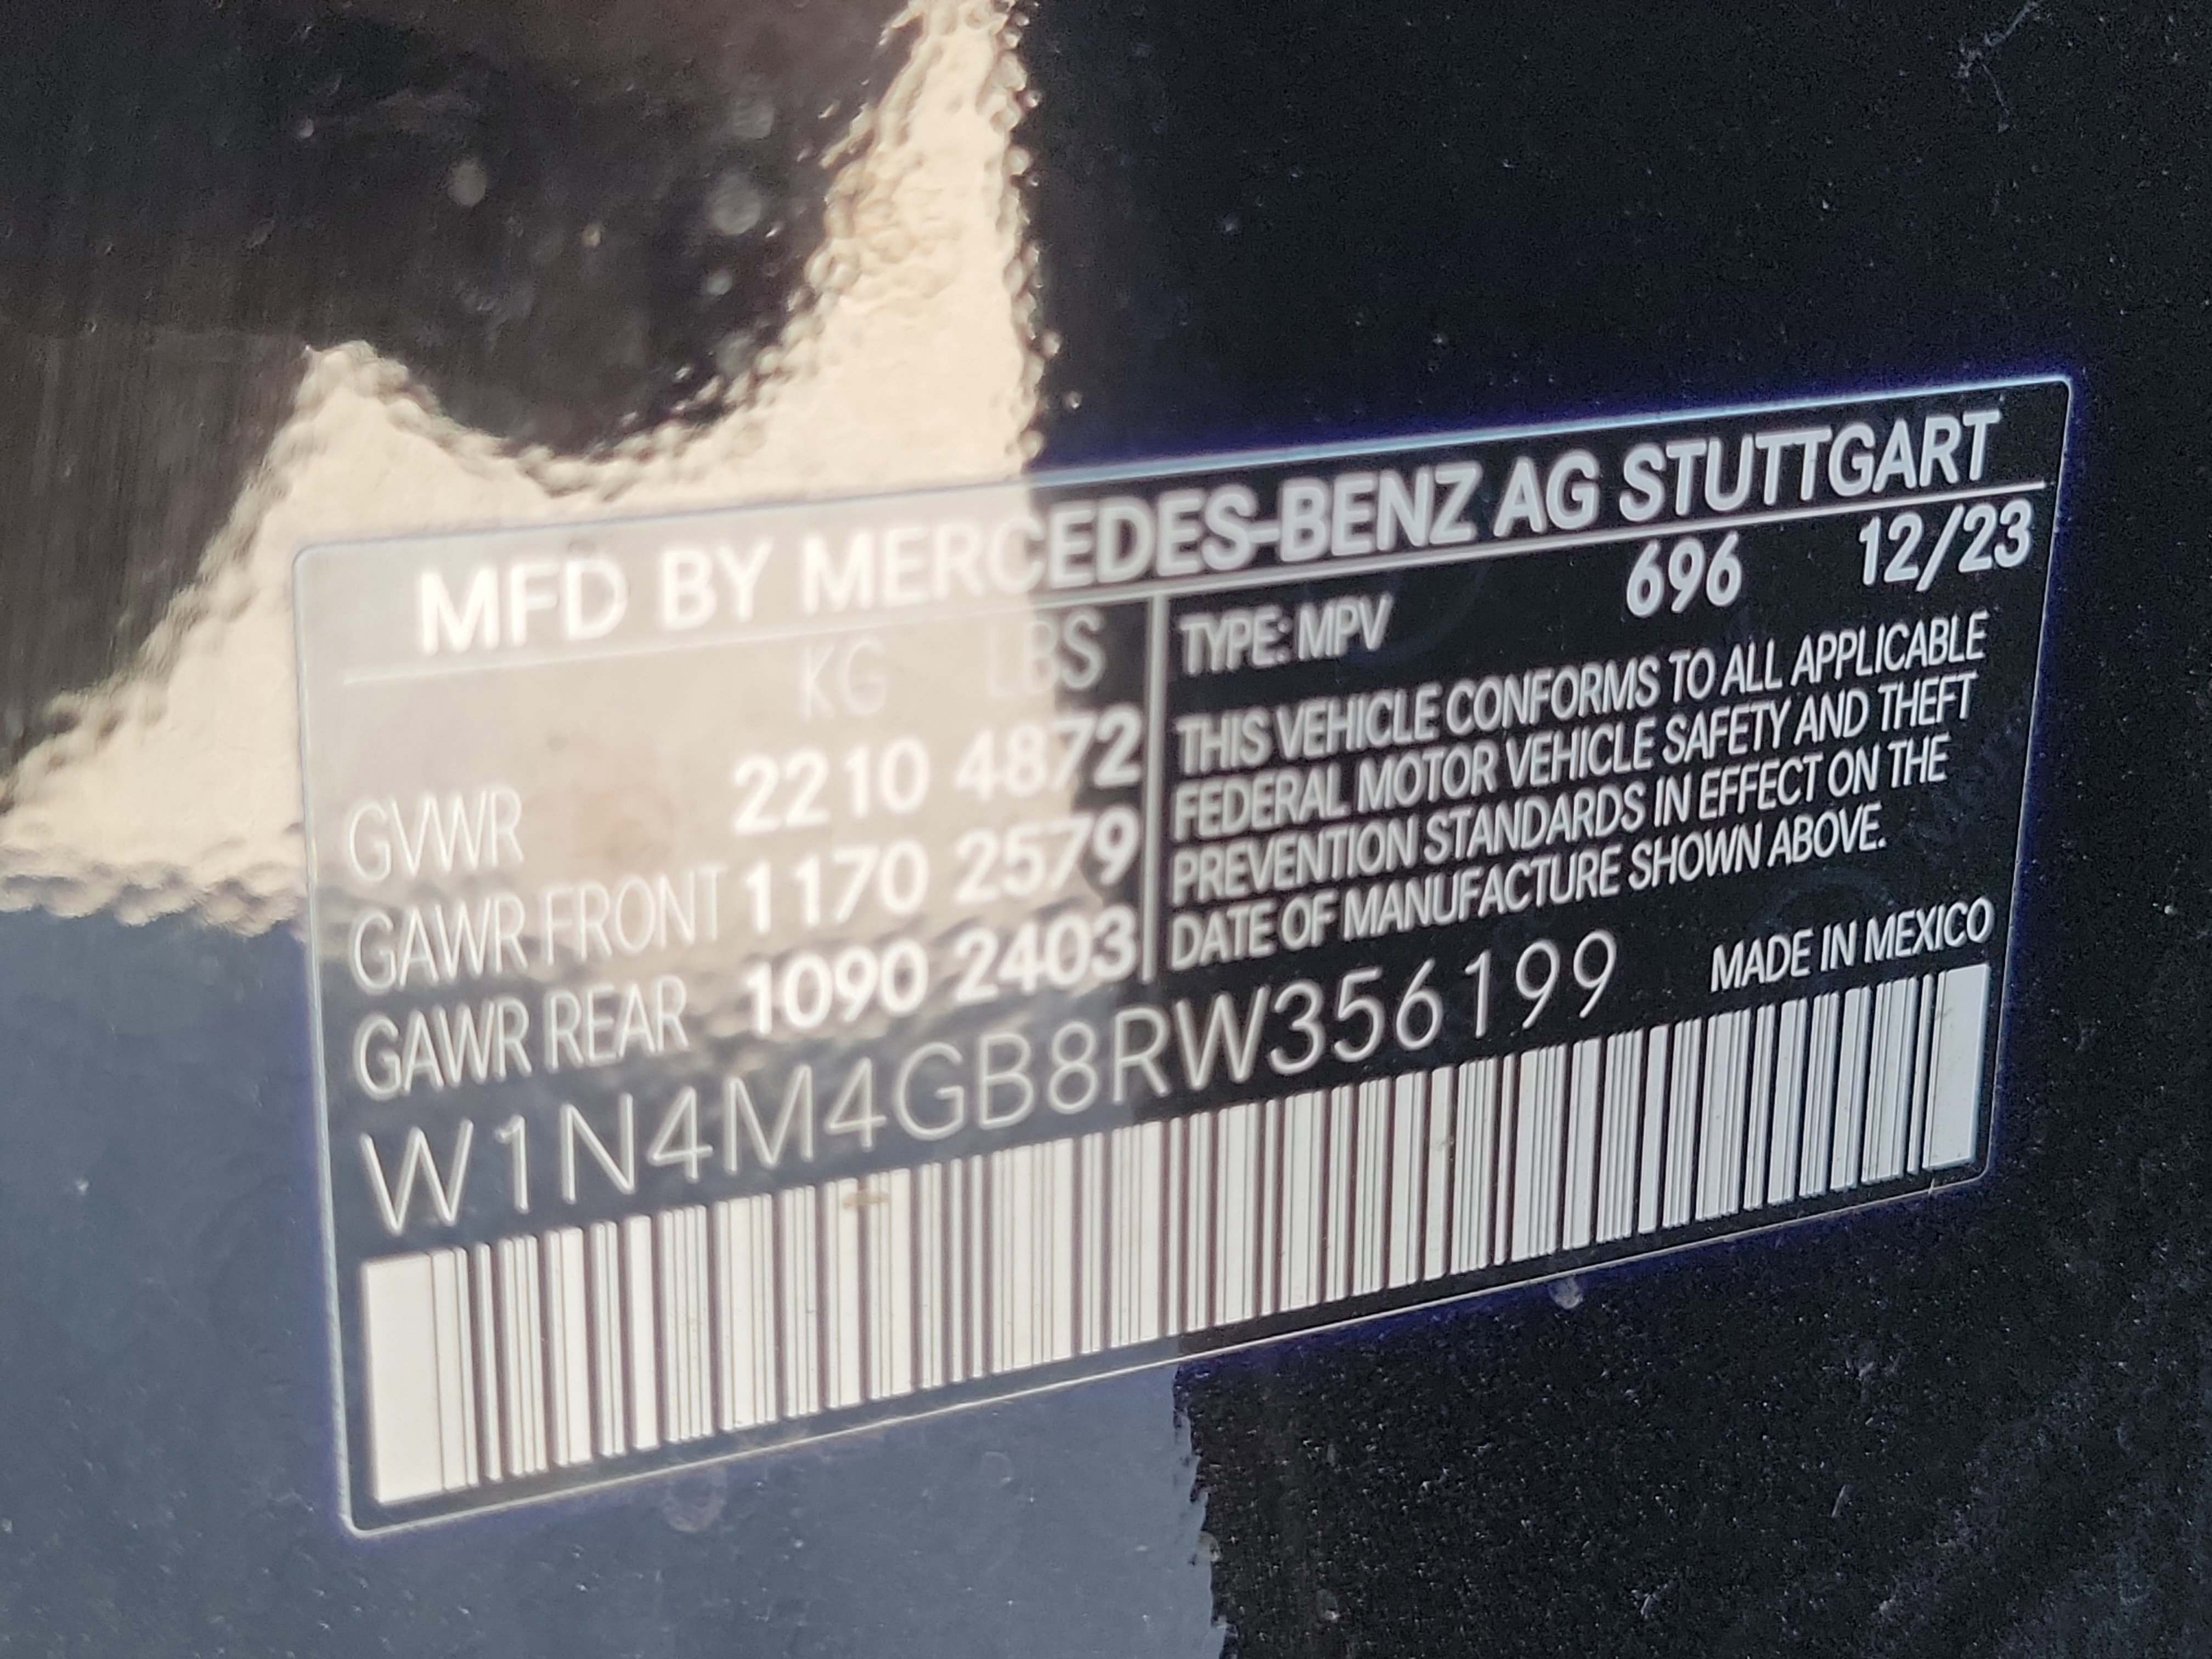 MFD BY MERCEDES-BENZ AG STUTTGART
KG LBS
GVWR 2210 4872
GAWR FRONT 1170 2579
GAWR REAR 1090 2403
696 12/23
TYPE: MPV
THIS VEHICLE CONFORMS TO ALL APPLICABLE
FEDERAL MOTOR VEHICLE SAFETY AND THEFT
PREVENTION STANDARDS IN EFFECT ON THE
DATE OF MANUFACTURE SHOWN ABOVE.
W1N4M4GB8RW356199
MADE IN MEXICO